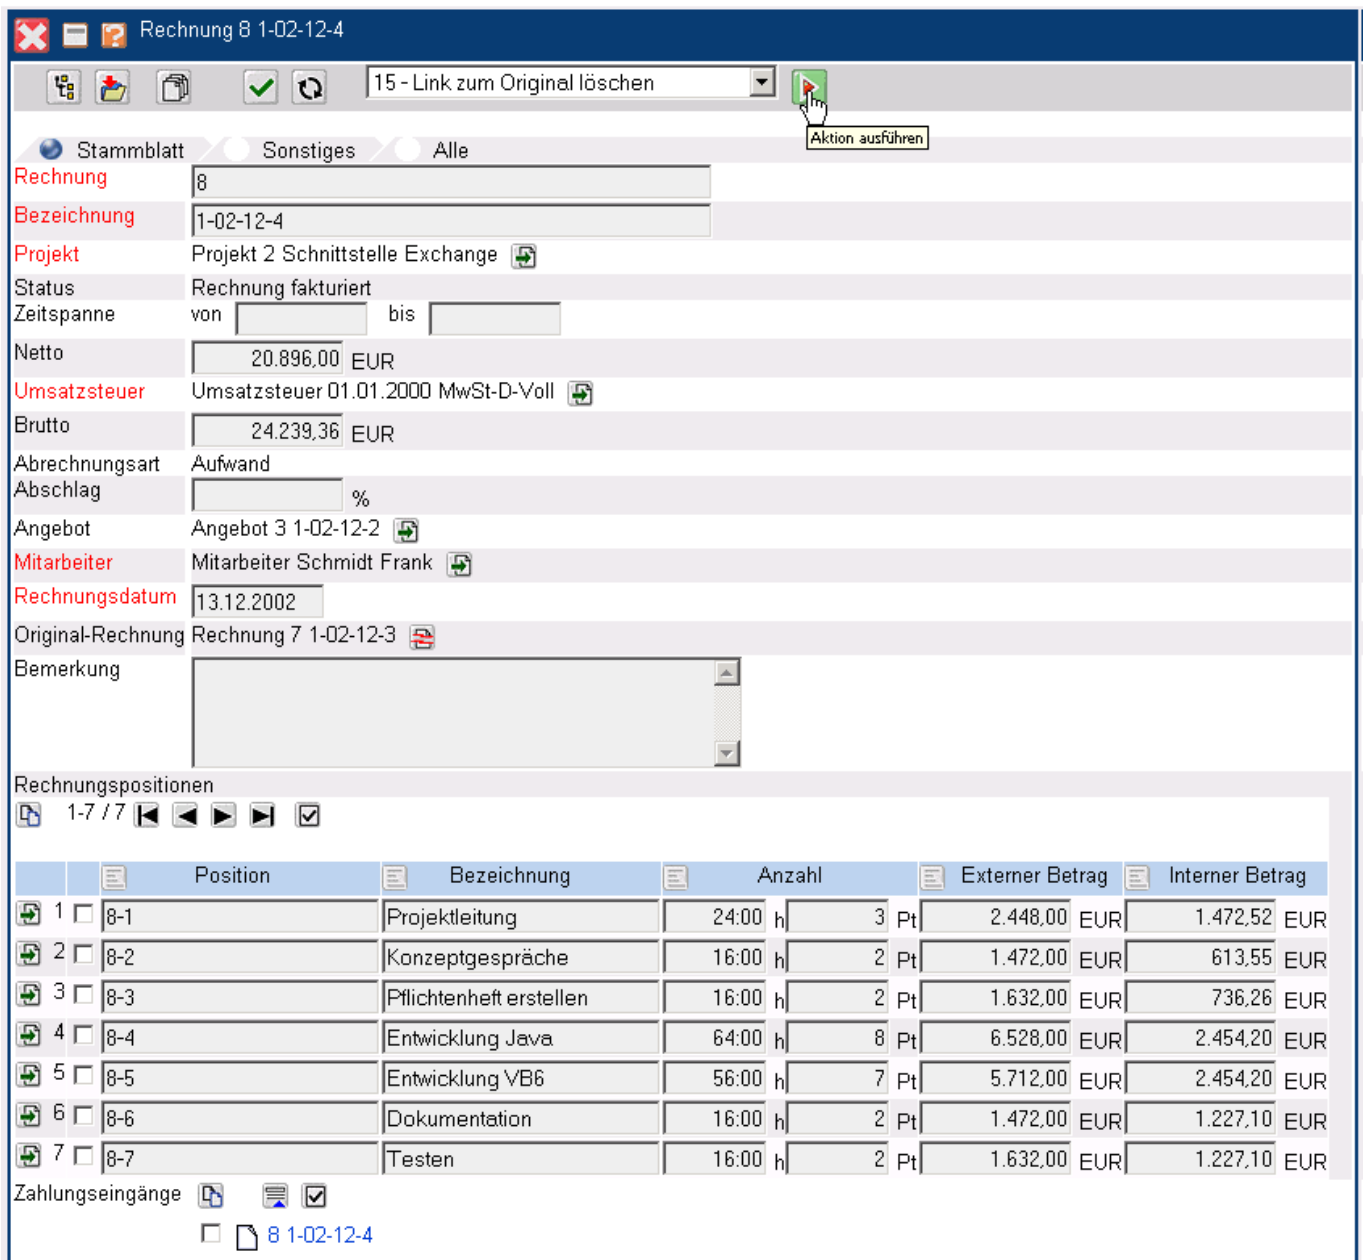 Rechnung 8 1-02-12-4
15 - Link zum Original löschen
Aktion ausführen
Stammblatt Sonstiges Alle
Rechnung 8
Bezeichnung 1-02-12-4
Projekt Projekt 2 Schnittstelle Exchange
Status Rechnung fakturiert
Zeitspanne von bis
Netto 20.896,00 EUR
Umsatzsteuer Umsatzsteuer 01.01.2000 MwSt-D-Voll
Brutto 24.239,36 EUR
Abrechnungsart Aufwand
Abschlag %
Angebot Angebot 3 1-02-12-2
Mitarbeiter Mitarbeiter Schmidt Frank
Rechnungsdatum 13.12.2002
Original-Rechnung Rechnung 7 1-02-12-3
Bemerkung
Rechnungspositionen
1-7 / 7
Position Bezeichnung Anzahl Externer Betrag Interner Betrag
1 8-1 Projektleitung 24:00 h 3 Pt 2.448,00 EUR 1.472,52 EUR
2 8-2 Konzeptgespräche 16:00 h 2 Pt 1.472,00 EUR 613,55 EUR
3 8-3 Pflichtenheft erstellen 16:00 h 2 Pt 1.632,00 EUR 736,26 EUR
4 8-4 Entwicklung Java 64:00 h 8 Pt 6.528,00 EUR 2.454,20 EUR
5 8-5 Entwicklung VB6 56:00 h 7 Pt 5.712,00 EUR 2.454,20 EUR
6 8-6 Dokumentation 16:00 h 2 Pt 1.472,00 EUR 1.227,10 EUR
7 8-7 Testen 16:00 h 2 Pt 1.632,00 EUR 1.227,10 EUR
Zahlungseingänge
8 1-02-12-4